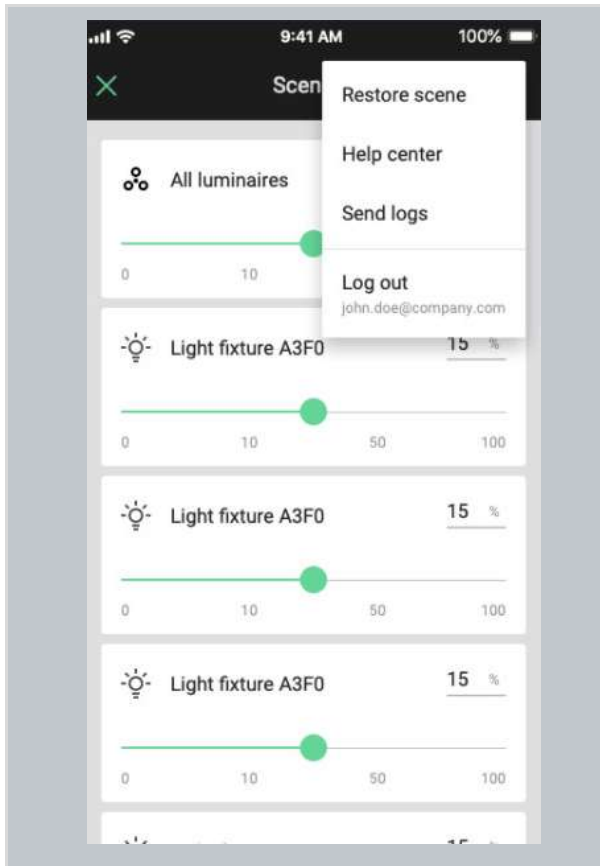 9:41 AM 100%
Scen
Restore scene
Help center
Send logs
Log out
john.doe@company.com
All luminaires
0 10
Light fixture A3F0 15 %
0 10 50 100
Light fixture A3F0 15 %
0 10 50 100
Light fixture A3F0 15 %
0 10 50 100